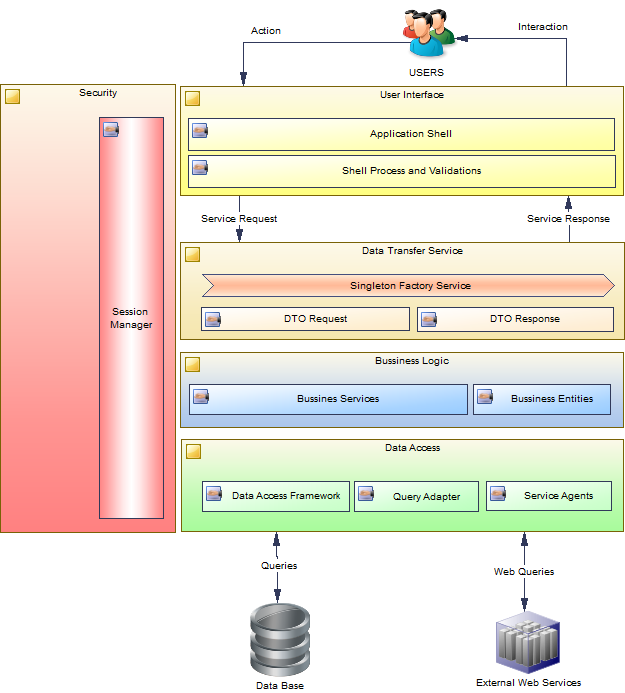 Action
Interaction
USERS
Security
User Interface
Application Shell
Shell Process and Validations
Service Request
Service Response
Data Transfer Service
Singleton Factory Service
Session
Manager
DTO Request
DTO Response
Bussiness Logic
Bussines Services
Bussiness Entities
Data Access
Data Access Framework
Query Adapter
Service Agents
Queries
Web Queries
Data Base
External Web Services